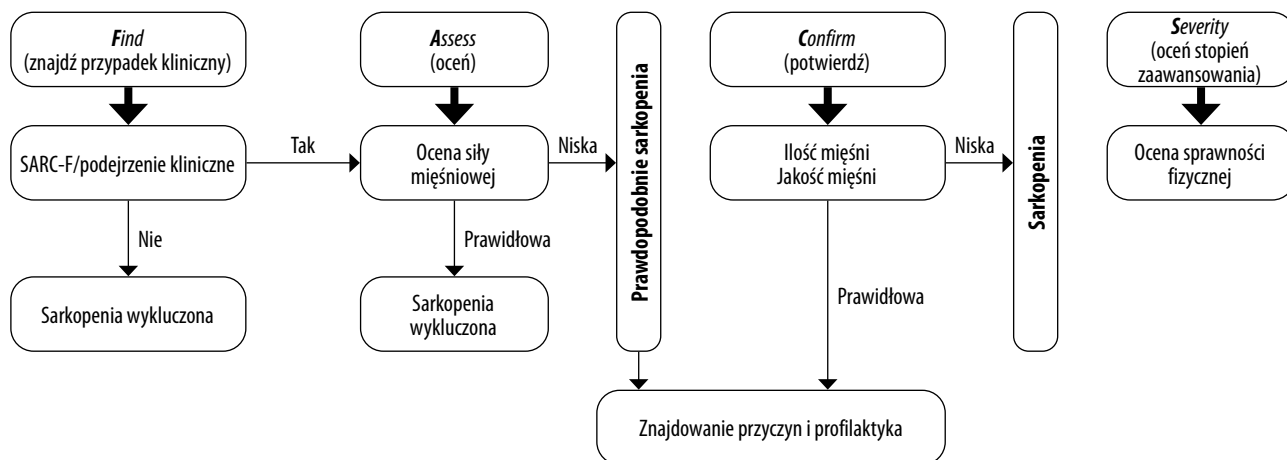 Find
(znajdź przypadek kliniczny)
SARC-F/podejrzenie kliniczne
Tak
Nie
Sarkopenia wykluczona
Assess
(oceń)
Ocena siły
mięśniowej
Niska
Prawidłowa
Sarkopenia
wykluczona
Prawdopodobnie sarkopenia
Confirm
(potwierdź)
Ilość mięśni
Jakość mięśni
Niska
Prawidłowa
Sarkopenia
Severity
(oceń stopień
zaawansowania)
Ocena sprawności
fizycznej
Znajdowanie przyczyn i profilaktyka